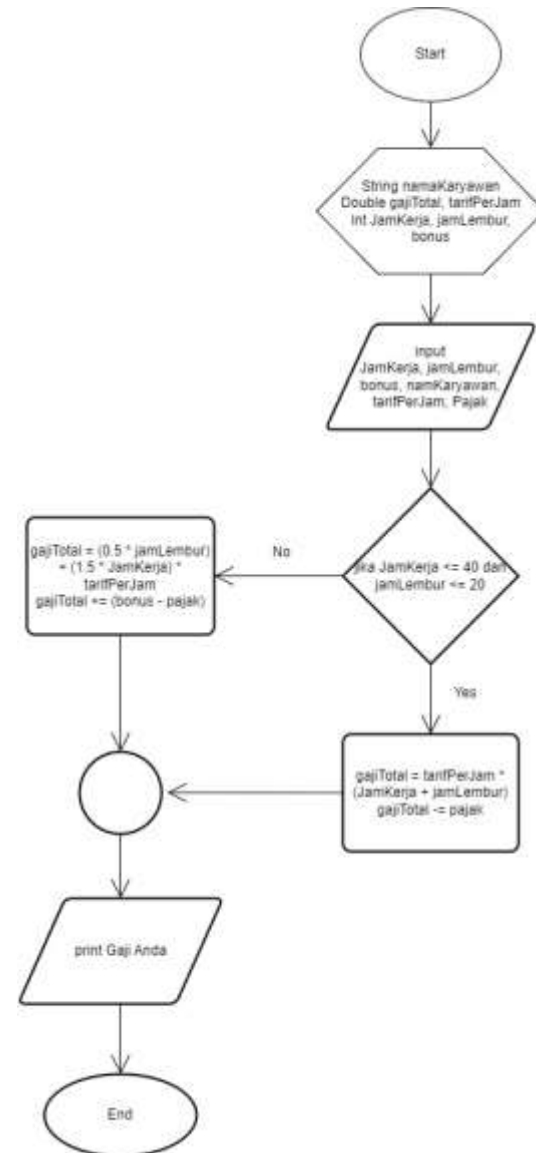 Start
String namaKaryawan
Double gajiTotal, tarifPerJam
Int JamKerja, jamLembur,
bonus
input
JamKerja, jamLembur,
bonus, namKaryawan,
tarifPerJam, Pajak
jika JamKerja <= 40 dan
jamLembur <= 20
No
gajiTotal = (0.5 * jamLembur)
+ (1.5 * JamKerja) *
tarifPerJam
gajiTotal += (bonus - pajak)
Yes
gajiTotal = tarifPerJam *
(JamKerja + jamLembur)
gajiTotal -= pajak
print Gaji Anda
End